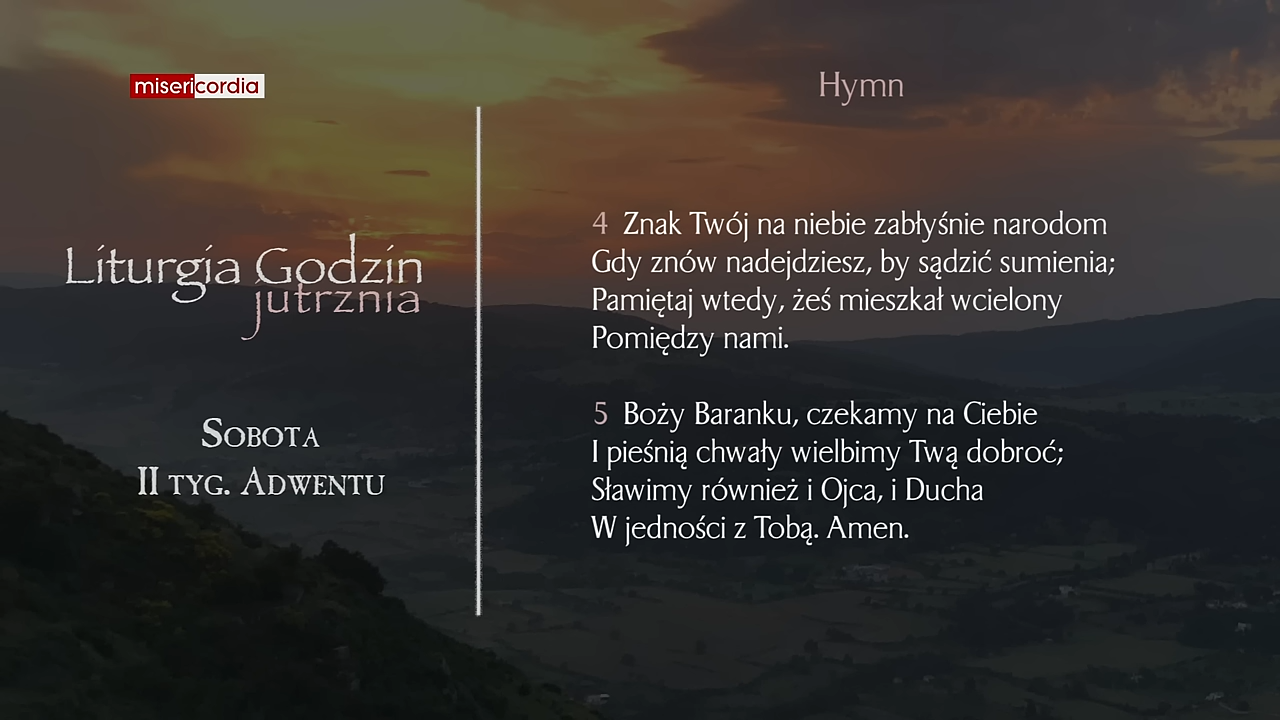 misericordia
Liturgia Godzin
jutrznia
Sobota
II tyg. Adwentu
Hymn
4 Znak Twój na niebie zabłyśnie narodom
Gdy znów nadejdziesz, by sądzić sumienia;
Pamiętaj wtedy, żeś mieszkał wcielony
Pomiędzy nami.
5 Boży Baranku, czekamy na Ciebie
I pieśnią chwały wielbimy Twą dobroć;
Sławimy również i Ojca, i Ducha
W jedności z Tobą. Amen.